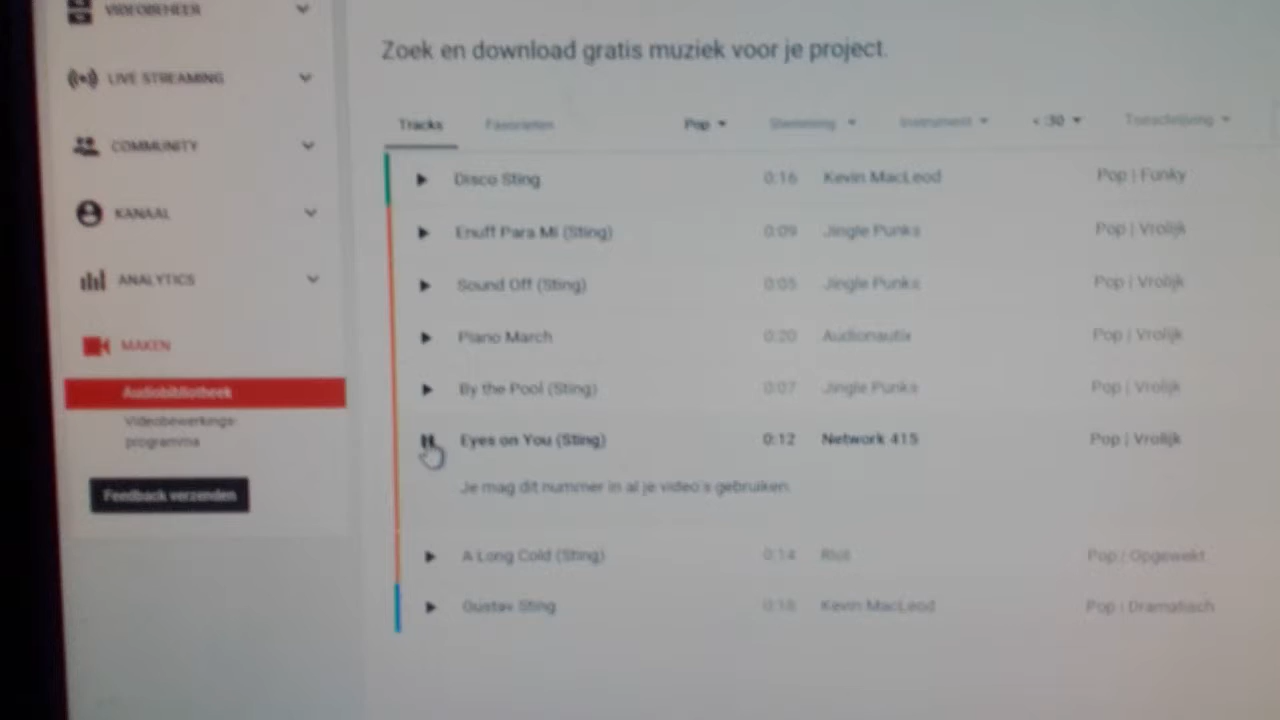 VIDEOBEHEER
LIVE STREAMING
COMMUNITY
KANAAL
ANALYTICS
MAKEN
Audiobibliotheek
Videobewerkings-
programma
Feedback verzenden
Zoek en download gratis muziek voor je project.
Tracks Favorieten Pop Stemming Instrument < :30 Toeschrijving
Disco Sting 0:16 Kevin MacLeod Pop | Funky
Enuff Para Mi (Sting) 0:09 Jingle Punks Pop | Vrolijk
Sound Off (Sting) 0:05 Jingle Punks Pop | Vrolijk
Piano March 0:20 Audionautix Pop | Vrolijk
By the Pool (Sting) 0:07 Jingle Punks Pop | Vrolijk
Eyes on You (Sting) 0:12 Network 415 Pop | Vrolijk
Je mag dit nummer in al je video's gebruiken.
A Long Cold (Sting) 0:14 Pop | Opgewekt
Gustav Sting Kevin MacLeod Pop | Dramatisch